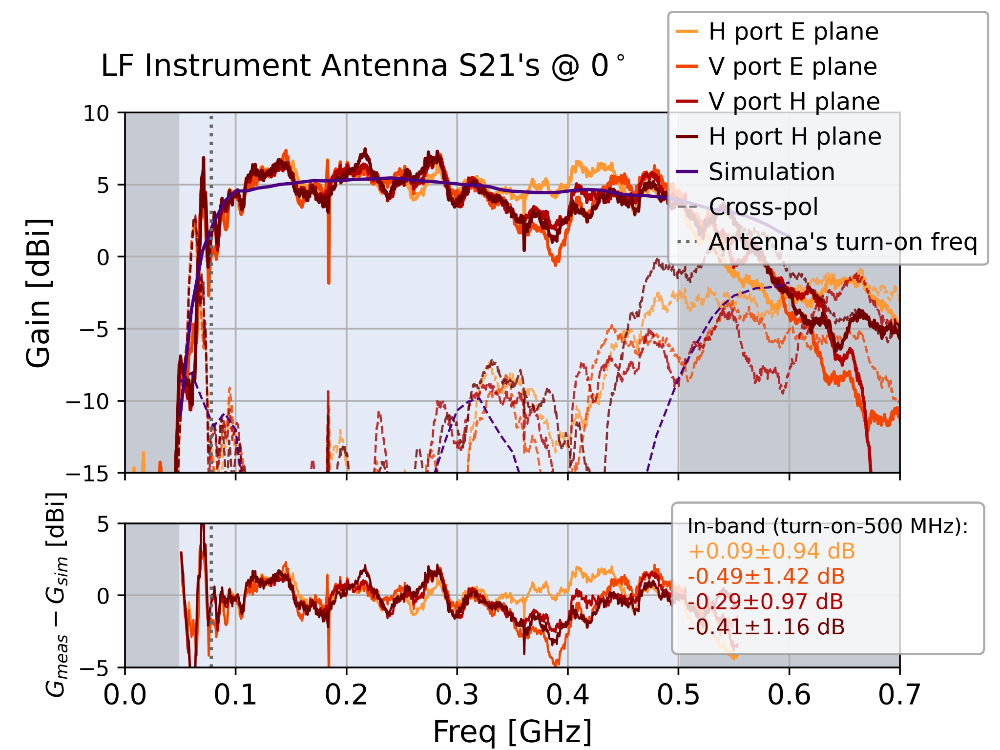 H port E plane
V port E plane
V port H plane
H port H plane
Simulation
Cross-pol
Antenna's turn-on freq
LF Instrument Antenna S21's @ 0°
Gain [dBi]
10
5
0
−5
−10
−15
G_meas − G_sim [dBi]
5
0
−5
In-band (turn-on-500 MHz):
+0.09±0.94 dB
-0.49±1.42 dB
-0.29±0.97 dB
-0.41±1.16 dB
0.0 0.1 0.2 0.3 0.4 0.5 0.6 0.7
Freq [GHz]